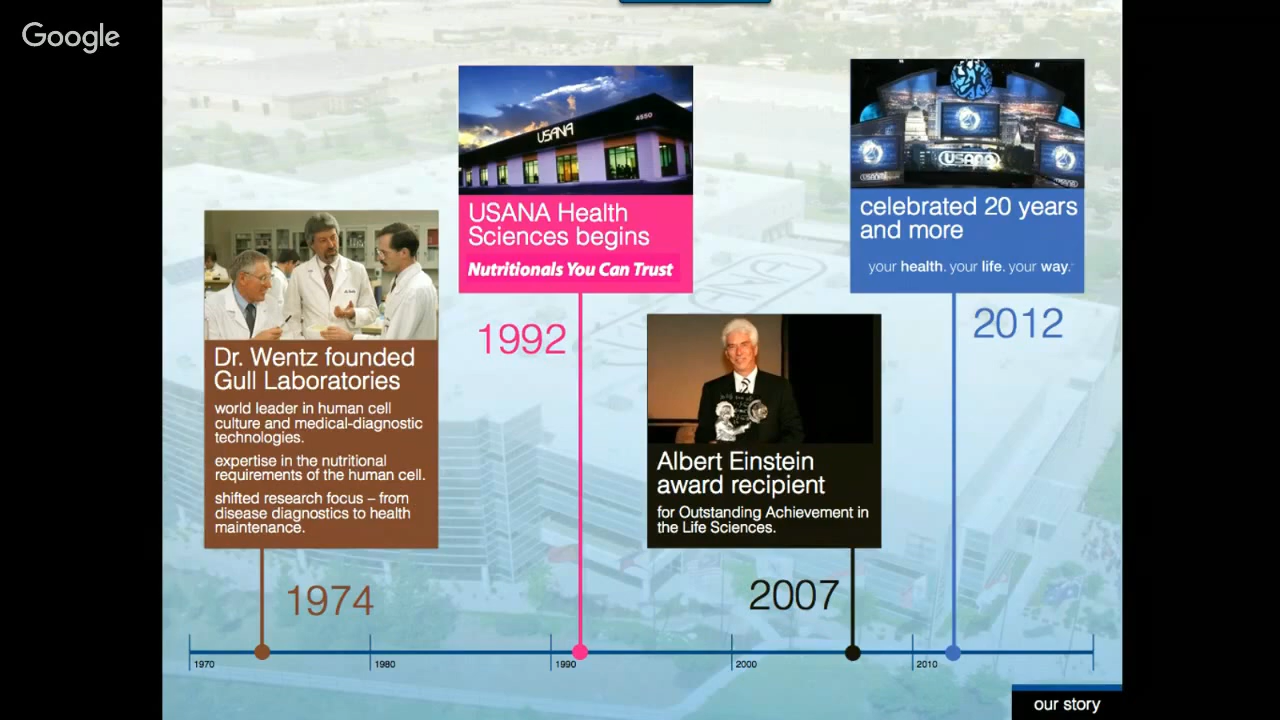 Google
Dr. Wentz founded
Gull Laboratories
world leader in human cell
culture and medical-diagnostic
technologies.
expertise in the nutritional
requirements of the human cell.
shifted research focus – from
disease diagnostics to health
maintenance.
1974
USANA
4550
USANA Health
Sciences begins
Nutritionals You Can Trust
1992
Albert Einstein
award recipient
for Outstanding Achievement in
the Life Sciences.
2007
USANA
celebrated 20 years
and more
your health. your life. your way.
2012
1970
1980
1990
2000
2010
our story